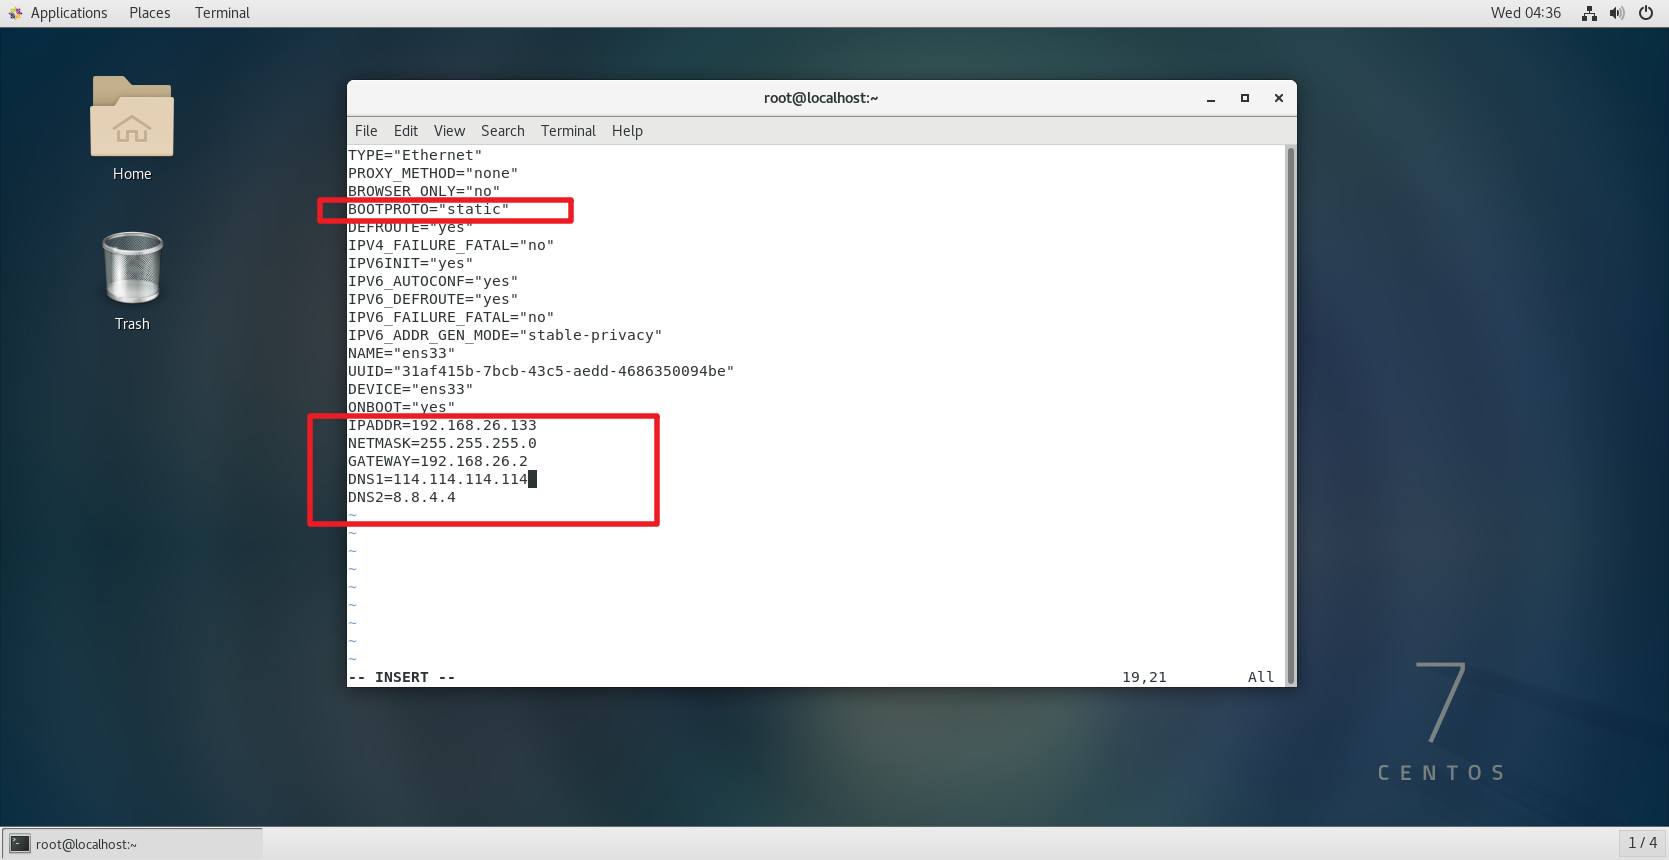 Applications Places Terminal Wed 04:36
Home
Trash
root@localhost:~
File Edit View Search Terminal Help
TYPE="Ethernet"
PROXY_METHOD="none"
BROWSER_ONLY="no"
BOOTPROTO="static"
DEFROUTE="yes"
IPV4_FAILURE_FATAL="no"
IPV6INIT="yes"
IPV6_AUTOCONF="yes"
IPV6_DEFROUTE="yes"
IPV6_FAILURE_FATAL="no"
IPV6_ADDR_GEN_MODE="stable-privacy"
NAME="ens33"
UUID="31af415b-7bcb-43c5-aedd-4686350094be"
DEVICE="ens33"
ONBOOT="yes"
IPADDR=192.168.26.133
NETMASK=255.255.255.0
GATEWAY=192.168.26.2
DNS1=114.114.114.114
DNS2=8.8.4.4
~
~
~
~
~
~
~
~
~
-- INSERT -- 19,21 All
7
CENTOS
root@localhost:~ 1 / 4